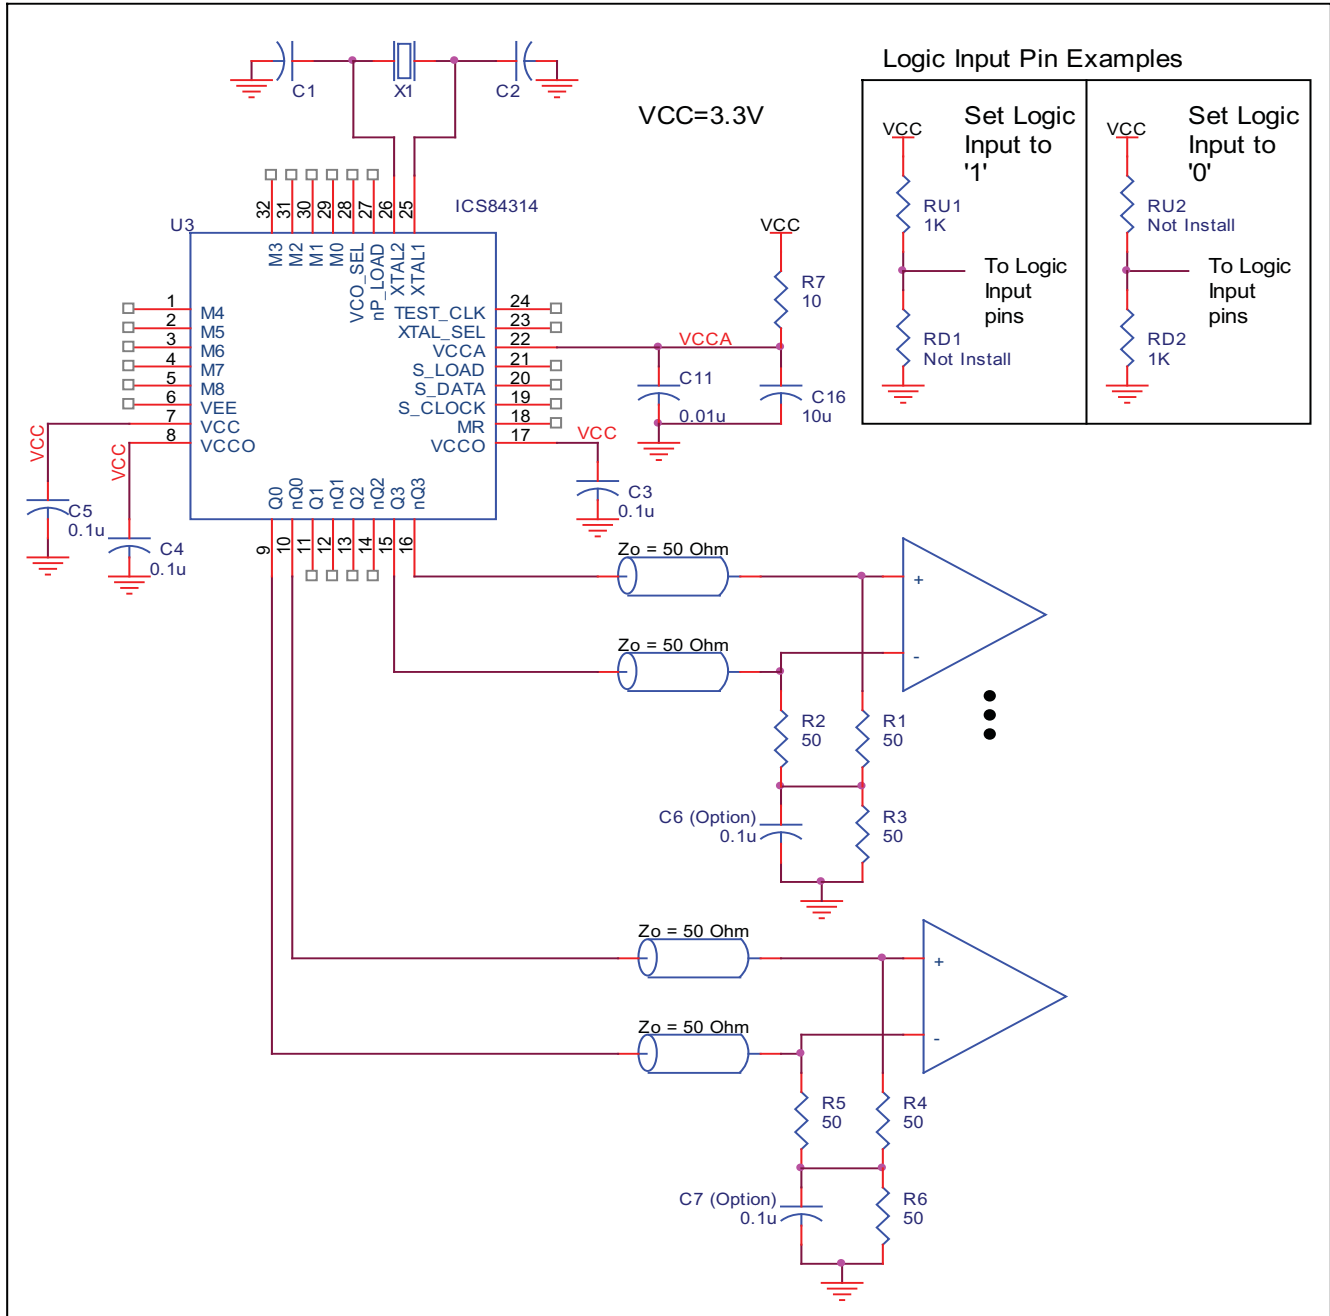 C1
X1
C2
VCC=3.3V
Logic Input Pin Examples
VCC
Set Logic
Input to
'1'
RU1
1K
To Logic
Input
pins
RD1
Not Install
VCC
Set Logic
Input to
'0'
RU2
Not Install
To Logic
Input
pins
RD2
1K
U3
ICS84314
32
31
30
29
28
27
26
25
M3
M2
M1
M0
VCO_SEL
nP_LOAD
XTAL2
XTAL1
1 M4
2 M5
3 M6
4 M7
5 M8
6 VEE
7 VCC
8 VCCO
TEST_CLK 24
XTAL_SEL 23
VCCA 22
S_LOAD 21
S_DATA 20
S_CLOCK 19
MR 18
VCCO 17
Q0
nQ0
Q1
nQ1
Q2
nQ2
Q3
nQ3
9
10
11
12
13
14
15
16
VCC
R7
10
VCCA
C11
0.01u
C16
10u
VCC
C3
0.1u
VCC
C5
0.1u
VCC
C4
0.1u
Zo = 50 Ohm
+
Zo = 50 Ohm
-
R2
50
R1
50
C6 (Option)
0.1u
R3
50
Zo = 50 Ohm
+
Zo = 50 Ohm
-
R5
50
R4
50
C7 (Option)
0.1u
R6
50